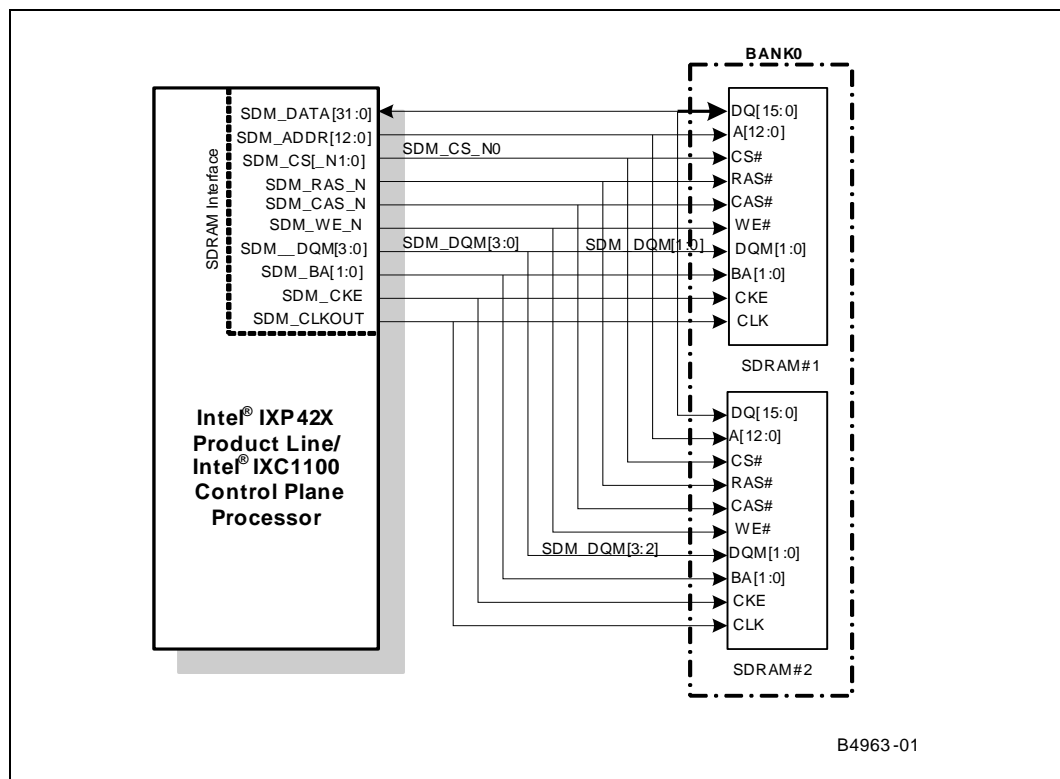 BANK0
SDRAM Interface
SDM_DATA[31:0]
SDM_ADDR[12:0]
SDM_CS[_N1:0]
SDM_RAS_N
SDM_CAS_N
SDM_WE_N
SDM__DQM[3:0]
SDM_BA[1:0]
SDM_CKE
SDM_CLKOUT
Intel® IXP42X
Product Line/
Intel® IXC1100
Control Plane
Processor
SDM_CS_N0
SDM_DQM[3:0]
SDM_DQM[1:0]
SDM_DQM[3:2]
DQ[15:0]
A[12:0]
CS#
RAS#
CAS#
WE#
DQM[1:0]
BA[1:0]
CKE
CLK
SDRAM#1
DQ[15:0]
A[12:0]
CS#
RAS#
CAS#
WE#
DQM[1:0]
BA[1:0]
CKE
CLK
SDRAM#2
B4963-01